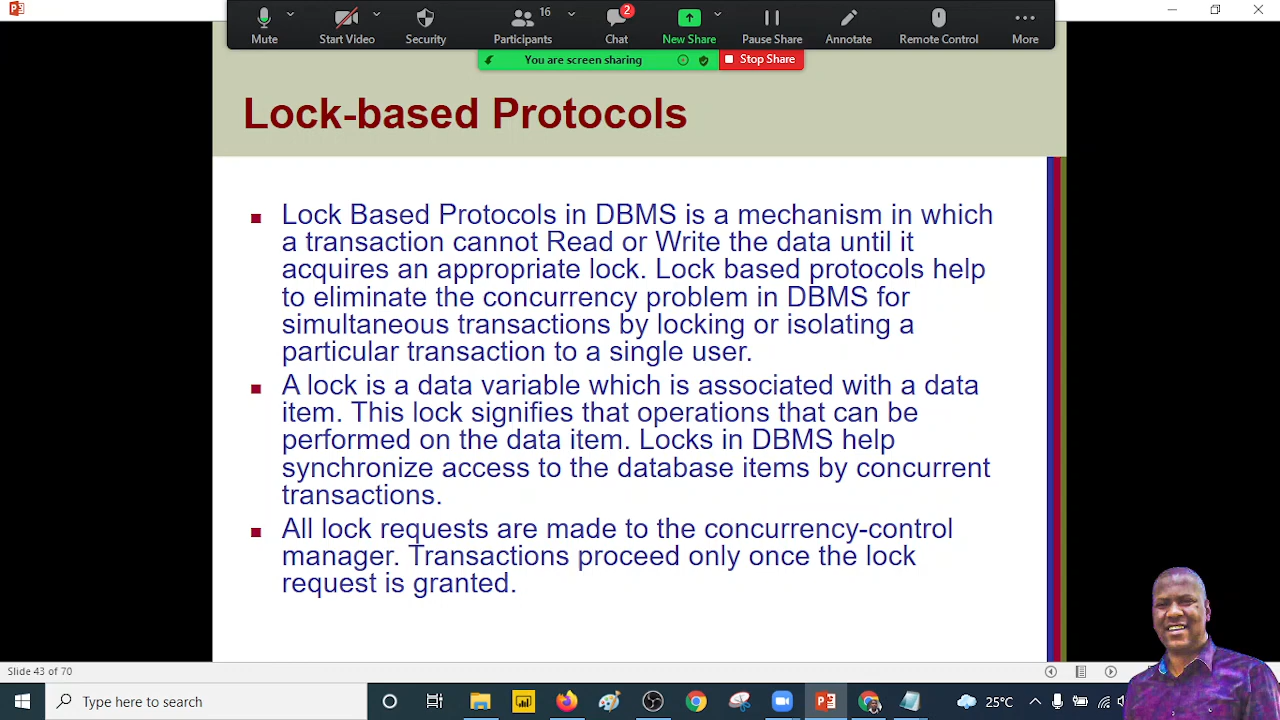 16
2
Mute
Start Video
Security
Participants
Chat
New Share
Pause Share
Annotate
Remote Control
More
You are screen sharing
Stop Share
Lock-based Protocols
Lock Based Protocols in DBMS is a mechanism in which
a transaction cannot Read or Write the data until it
acquires an appropriate lock. Lock based protocols help
to eliminate the concurrency problem in DBMS for
simultaneous transactions by locking or isolating a
particular transaction to a single user.
A lock is a data variable which is associated with a data
item. This lock signifies that operations that can be
performed on the data item. Locks in DBMS help
synchronize access to the database items by concurrent
transactions.
All lock requests are made to the concurrency-control
manager. Transactions proceed only once the lock
request is granted.
Slide 43 of 70
Type here to search
25°C